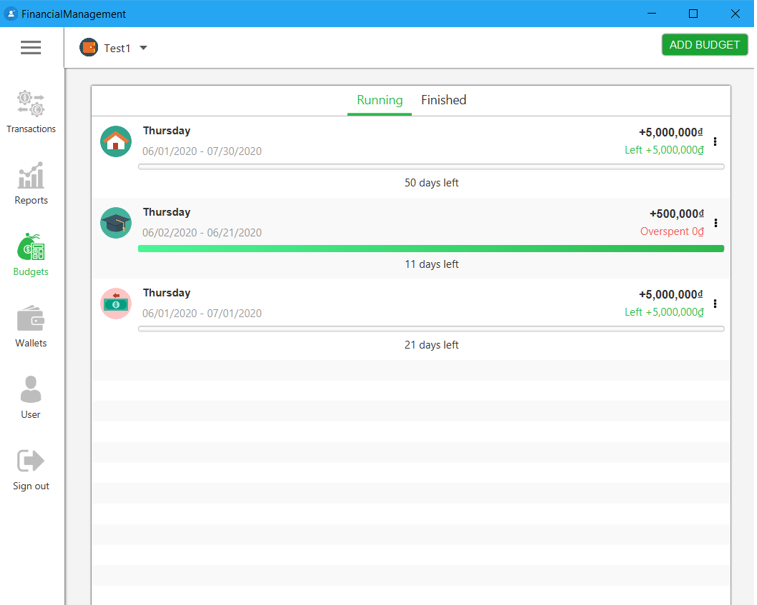 FinancialManagement
Test1
ADD BUDGET
Transactions
Reports
Budgets
Wallets
User
Sign out
Running Finished
Thursday +5,000,000₫
06/01/2020 - 07/30/2020 Left +5,000,000₫
50 days left
Thursday +500,000₫
06/02/2020 - 06/21/2020 Overspent 0₫
11 days left
Thursday +5,000,000₫
06/01/2020 - 07/01/2020 Left +5,000,000₫
21 days left